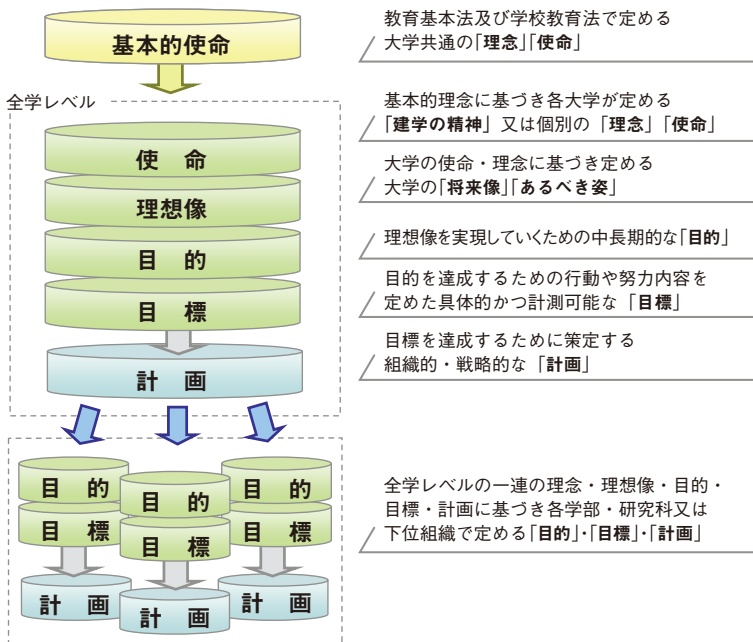 基本的使命
教育基本法及び学校教育法で定める
大学共通の「理念」「使命」
全学レベル
基本的理念に基づき各大学が定める
「建学の精神」又は個別の「理念」「使命」
使 命
大学の使命・理念に基づき定める
大学の「将来像」「あるべき姿」
理想像
理想像を実現していくための中長期的な「目的」
目 的
目的を達成するための行動や努力内容を
定めた具体的かつ計測可能な「目標」
目 標
目標を達成するために策定する
組織的・戦略的な「計画」
計 画
目 的
目 標
計 画
目 的
目 標
計 画
目 的
目 標
計 画
全学レベルの一連の理念・理想像・目的・
目標・計画に基づき各学部・研究科又は
下位組織で定める「目的」・「目標」・「計画」